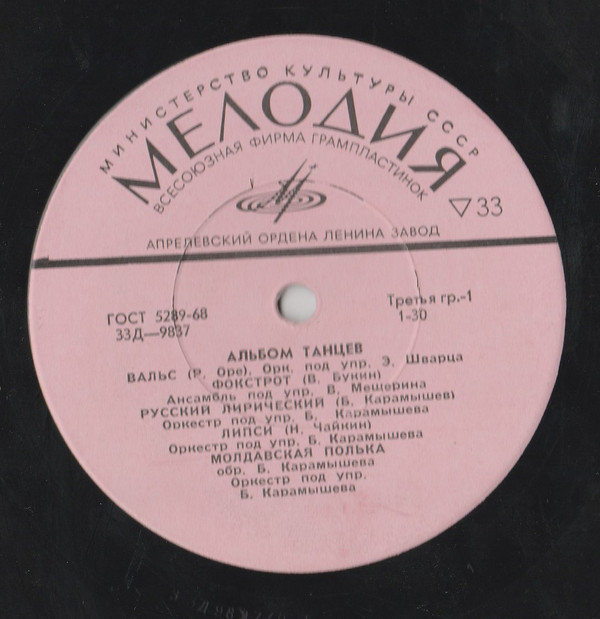 МИНИСТЕРСТВО КУЛЬТУРЫ СССР
МЕЛОДИЯ
ВСЕСОЮЗНАЯ ФИРМА ГРАМПЛАСТИНОК
▽33
АПРЕЛЕВСКИЙ ОРДЕНА ЛЕНИНА ЗАВОД
ГОСТ 5289-68
33Д—9837
Третья гр.-1
1-30
АЛЬБОМ ТАНЦЕВ
ВАЛЬС (Р. Оре). Орк. под упр. Э. Шварца
ФОКСТРОТ (В. Букин)
Ансамбль под упр. В. Мещерина
РУССКИЙ ЛИРИЧЕСКИЙ (Б. Карамышев)
Оркестр под упр. Б. Карамышева
ЛИПСИ (Н. Чайкин)
Оркестр под упр. Б. Карамышева
МОЛДАВСКАЯ ПОЛЬКА
обр. Б. Карамышева
Оркестр под упр.
Б. Карамышева